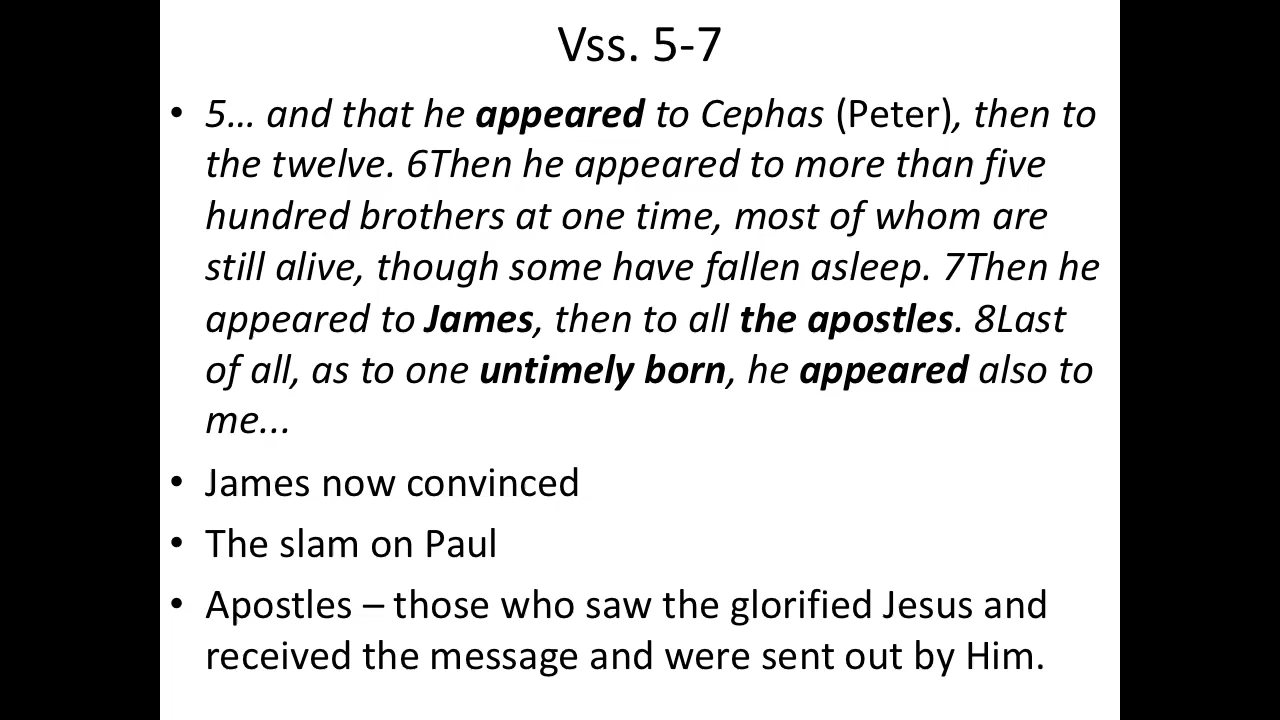 Vss. 5-7
• 5… and that he appeared to Cephas (Peter), then to
the twelve. 6Then he appeared to more than five
hundred brothers at one time, most of whom are
still alive, though some have fallen asleep. 7Then he
appeared to James, then to all the apostles. 8Last
of all, as to one untimely born, he appeared also to
me...
• James now convinced
• The slam on Paul
• Apostles – those who saw the glorified Jesus and
received the message and were sent out by Him.